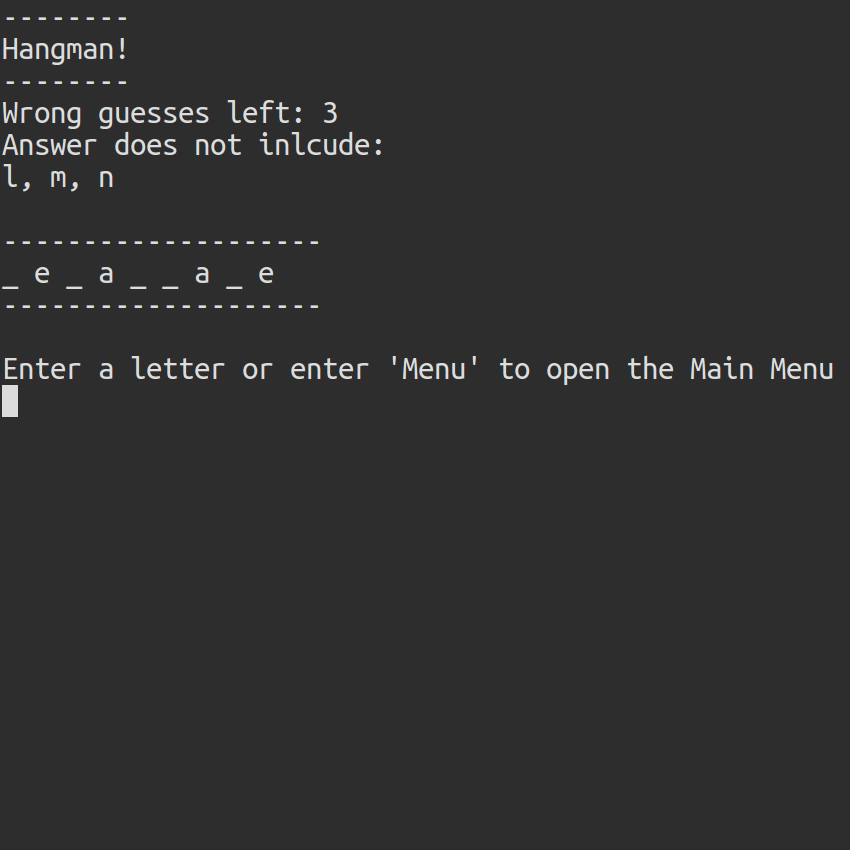 --------
Hangman!
--------
Wrong guesses left: 3
Answer does not inlcude:
l, m, n
--------------------
_ e _ a _ _ a _ e
--------------------
Enter a letter or enter 'Menu' to open the Main Menu